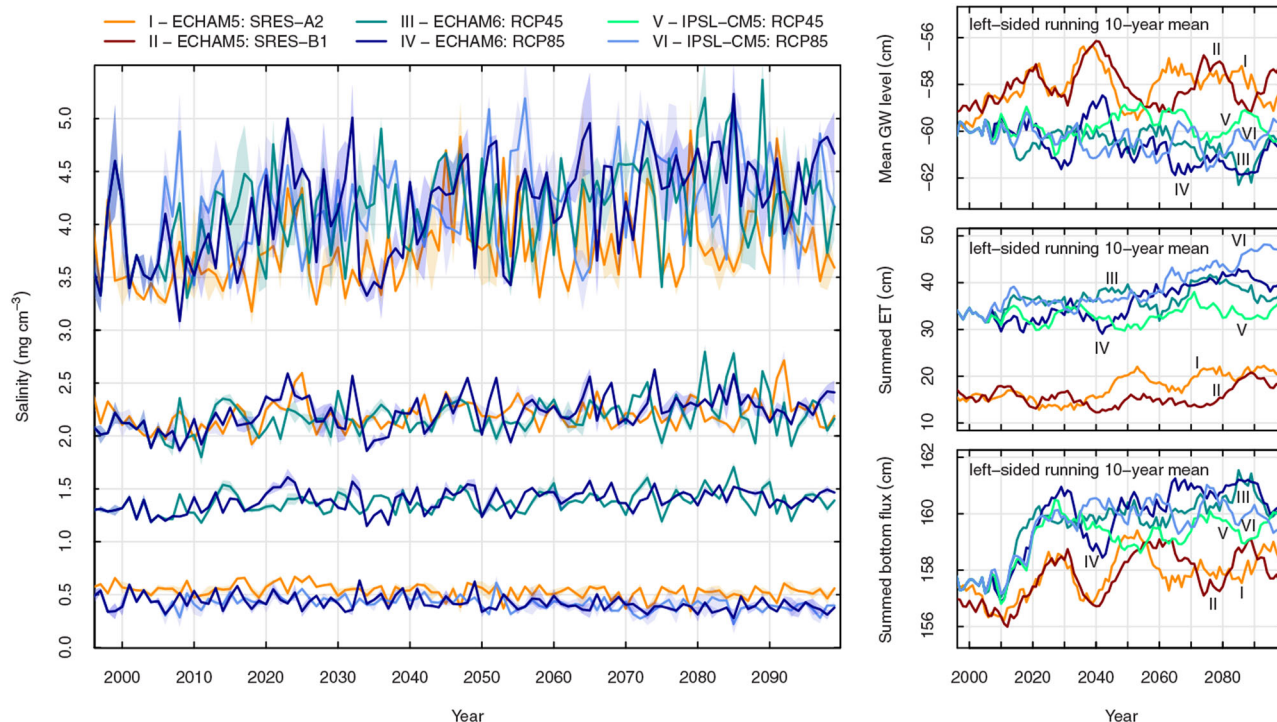 I – ECHAM5: SRES–A2
II – ECHAM5: SRES–B1
III – ECHAM6: RCP45
IV – ECHAM6: RCP85
V – IPSL–CM5: RCP45
VI – IPSL–CM5: RCP85
Salinity (mg cm⁻³)
5.0
4.5
4.0
3.5
3.0
2.5
2.0
1.5
1.0
0.5
0.0
2000 2010 2020 2030 2040 2050 2060 2070 2080 2090
Year
left–sided running 10–year mean
Mean GW level (cm)
−56
−58
−60
−62
II
I
V
VI
III
IV
left–sided running 10–year mean
Summed ET (cm)
50
40
30
20
10
VI
III
IV
V
I
II
left–sided running 10–year mean
Summed bottom flux (cm)
162
160
158
156
III
VI
V
IV
II
I
2000 2020 2040 2060 2080
Year